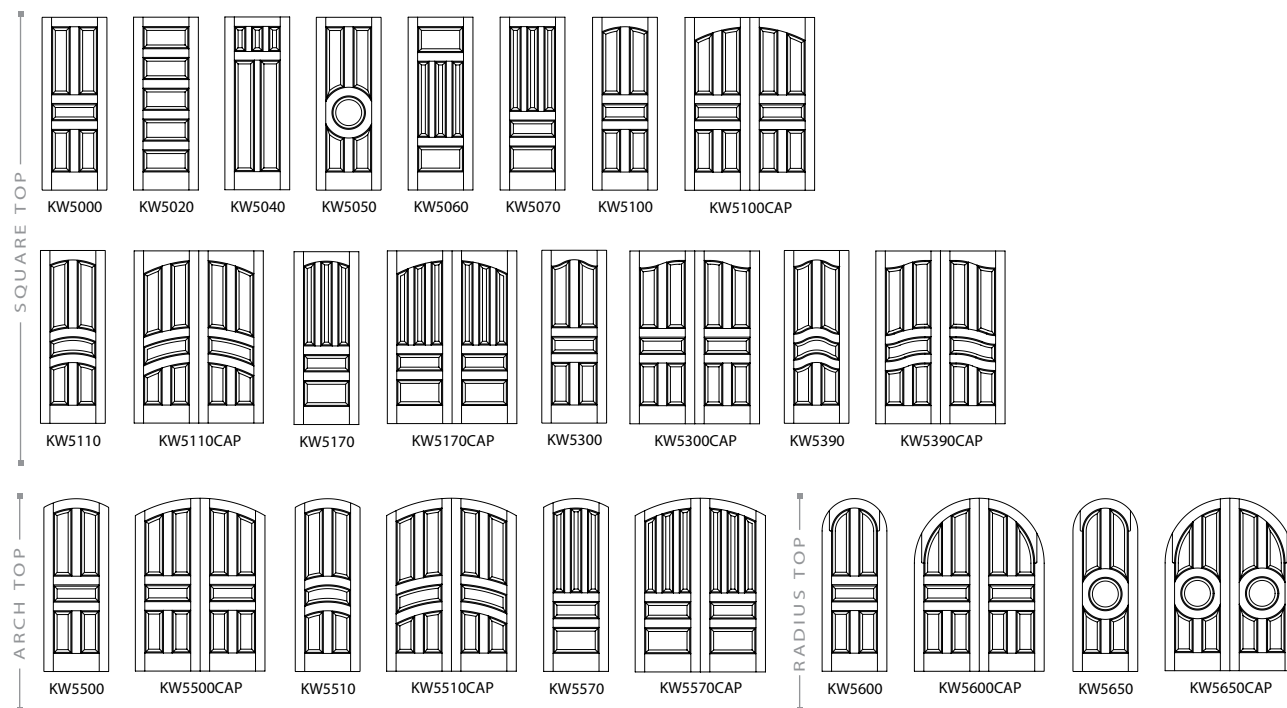 SQUARE TOP
KW5000 KW5020 KW5040 KW5050 KW5060 KW5070 KW5100 KW5100CAP
KW5110 KW5110CAP KW5170 KW5170CAP KW5300 KW5300CAP KW5390 KW5390CAP
ARCH TOP
KW5500 KW5500CAP KW5510 KW5510CAP KW5570 KW5570CAP
RADIUS TOP
KW5600 KW5600CAP KW5650 KW5650CAP